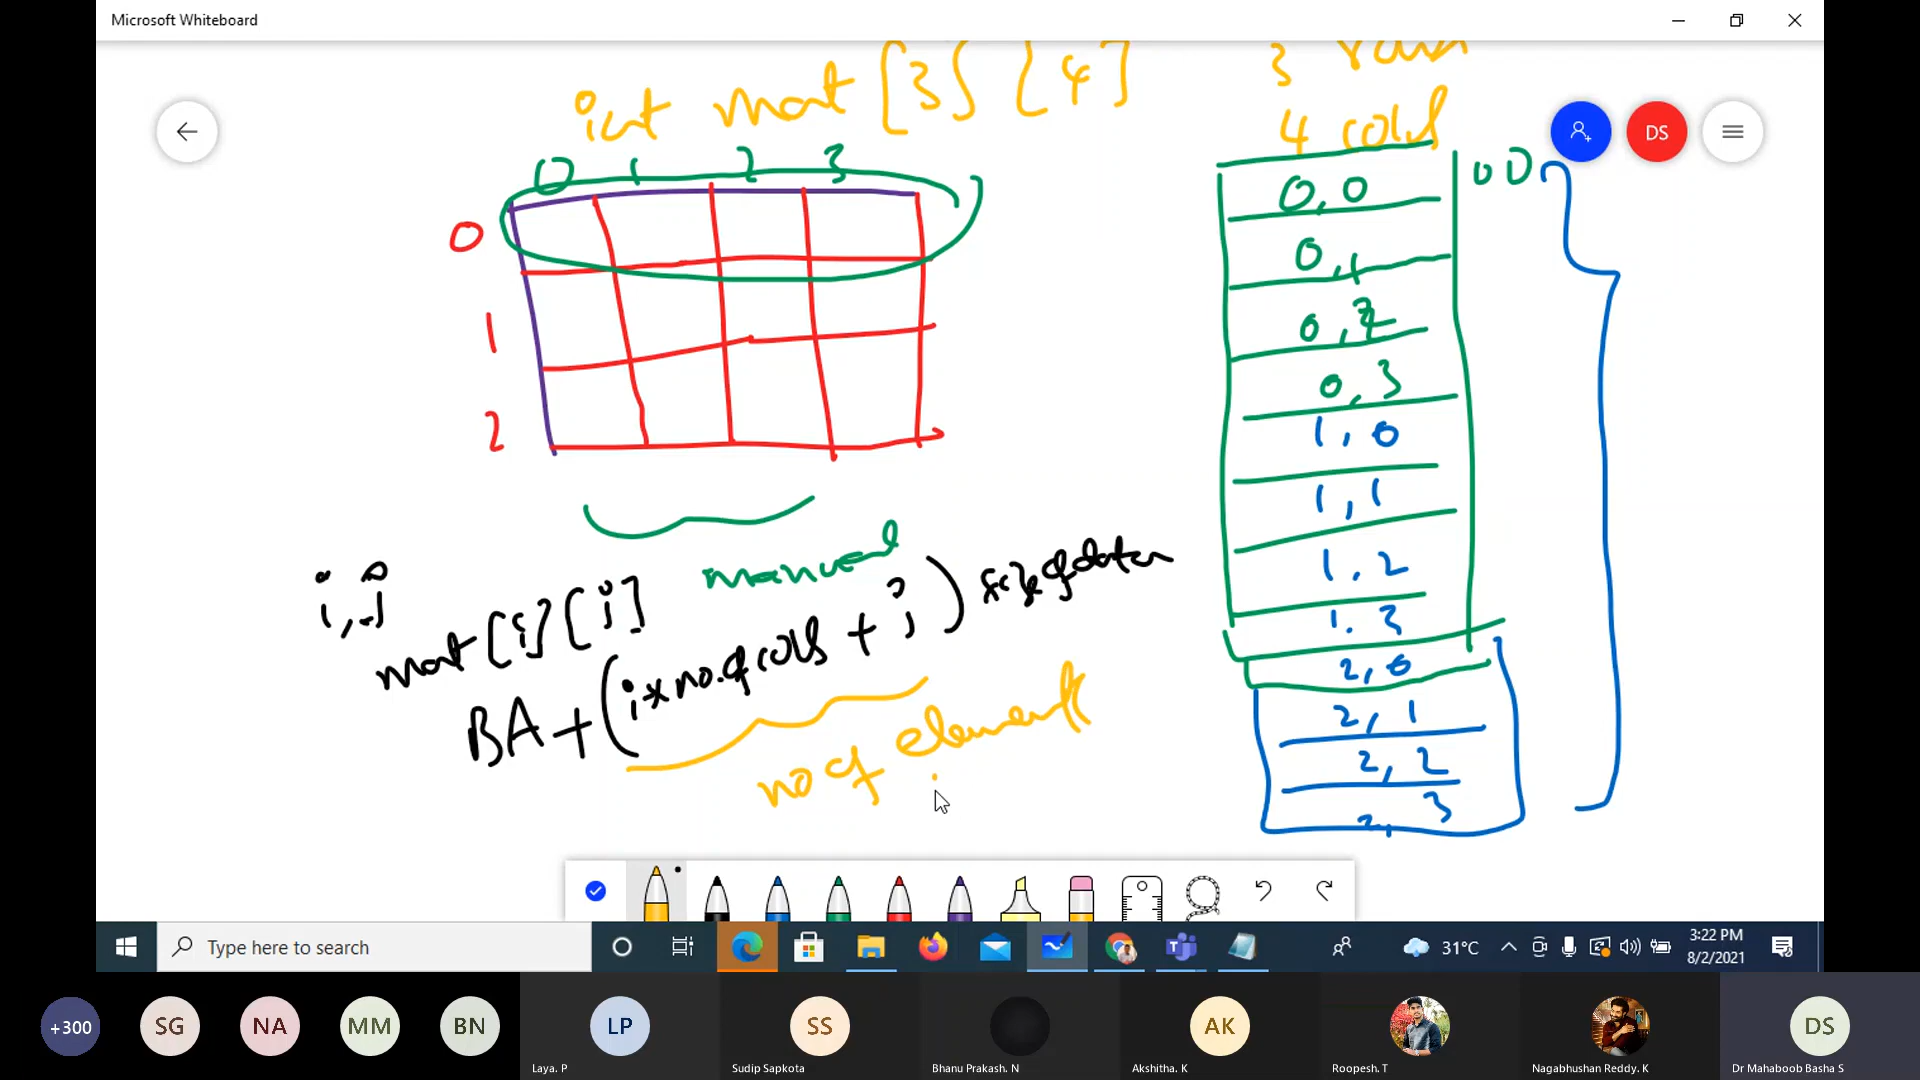 Microsoft Whiteboard
int mat [3] [4]
3
4 cols
DS
0 1 2 3
0
1
2
0,0
0,1
0,2
0,3
1,0
1,1
1.2
1.3
2,0
2,1
2,2
2,3
manual
i,j
mat[i][j]
BA+(i*no.of cols + j) size of data
no of elements
Type here to search
31°C
3:22 PM
8/2/2021
+300
SG
NA
MM
BN
LP
SS
AK
DS
Laya. P
Sudip Sapkota
Bhanu Prakash. N
Akshitha. K
Roopesh. T
Nagabhushan Reddy. K
Dr Mahaboob Basha S